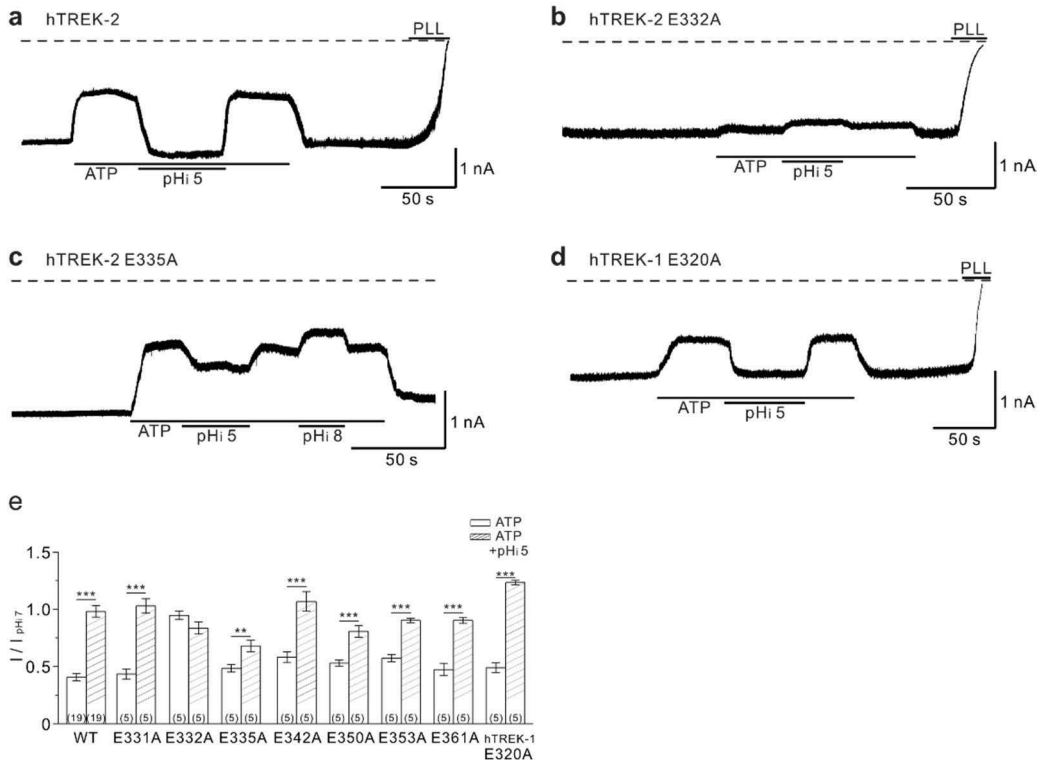 a hTREK-2
PLL
ATP
pHi 5
1 nA
50 s
b hTREK-2 E332A
PLL
ATP
pHi 5
1 nA
50 s
c hTREK-2 E335A
ATP
pHi 5
pHi 8
1 nA
50 s
d hTREK-1 E320A
PLL
ATP
pHi 5
1 nA
50 s
e
ATP
ATP
+pHi 5
I / I pHi 7
1.5
1.0
0.5
0
*** *** ** *** *** *** *** ***
(19)(19) (5) (5) (5) (5) (5) (5) (5) (5) (5) (5) (5) (5) (5) (5) (5) (5)
WT E331A E332A E335A E342A E350A E353A E361A hTREK-1
E320A